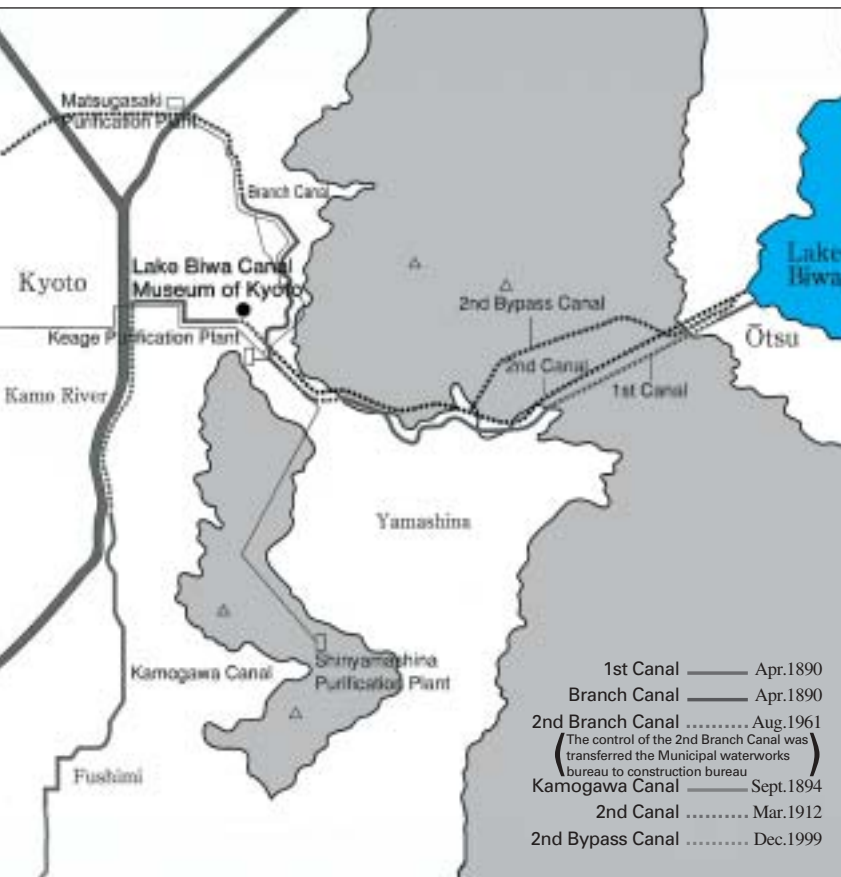 Matsugasaki
Purification Plant
Branch Canal
Lake Biwa Canal
Museum of Kyoto
Kyoto
Keage Purification Plant
Kamo River
2nd Bypass Canal
2nd Canal
1st Canal
Lake
Biwa
Ōtsu
Yamashina
Kamogawa Canal
Shinyamashina
Purification Plant
Fushimi
1st Canal Apr.1890
Branch Canal Apr.1890
2nd Branch Canal Aug.1961
(The control of the 2nd Branch Canal was
transferred the Municipal waterworks
bureau to construction bureau)
Kamogawa Canal Sept.1894
2nd Canal Mar.1912
2nd Bypass Canal Dec.1999